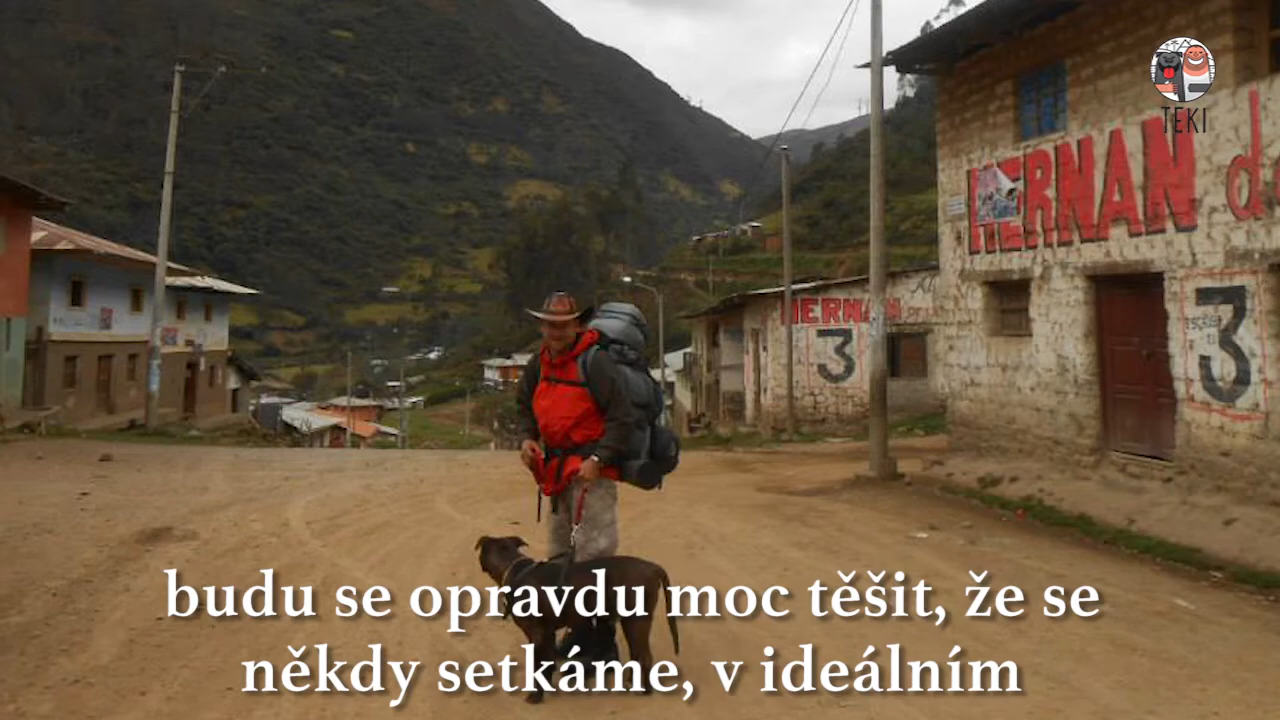 TEKI
HERNAN d
HERNAN
3
3
budu se opravdu moc těšit, že se
někdy setkáme, v ideálním